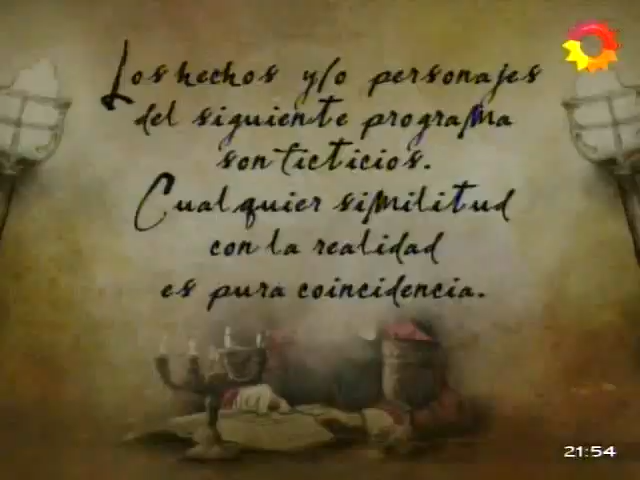 Los hechos y/o personajes
del siguiente programa
son ficticios.
Cualquier similitud
con la realidad
es pura coincidencia.
21:54